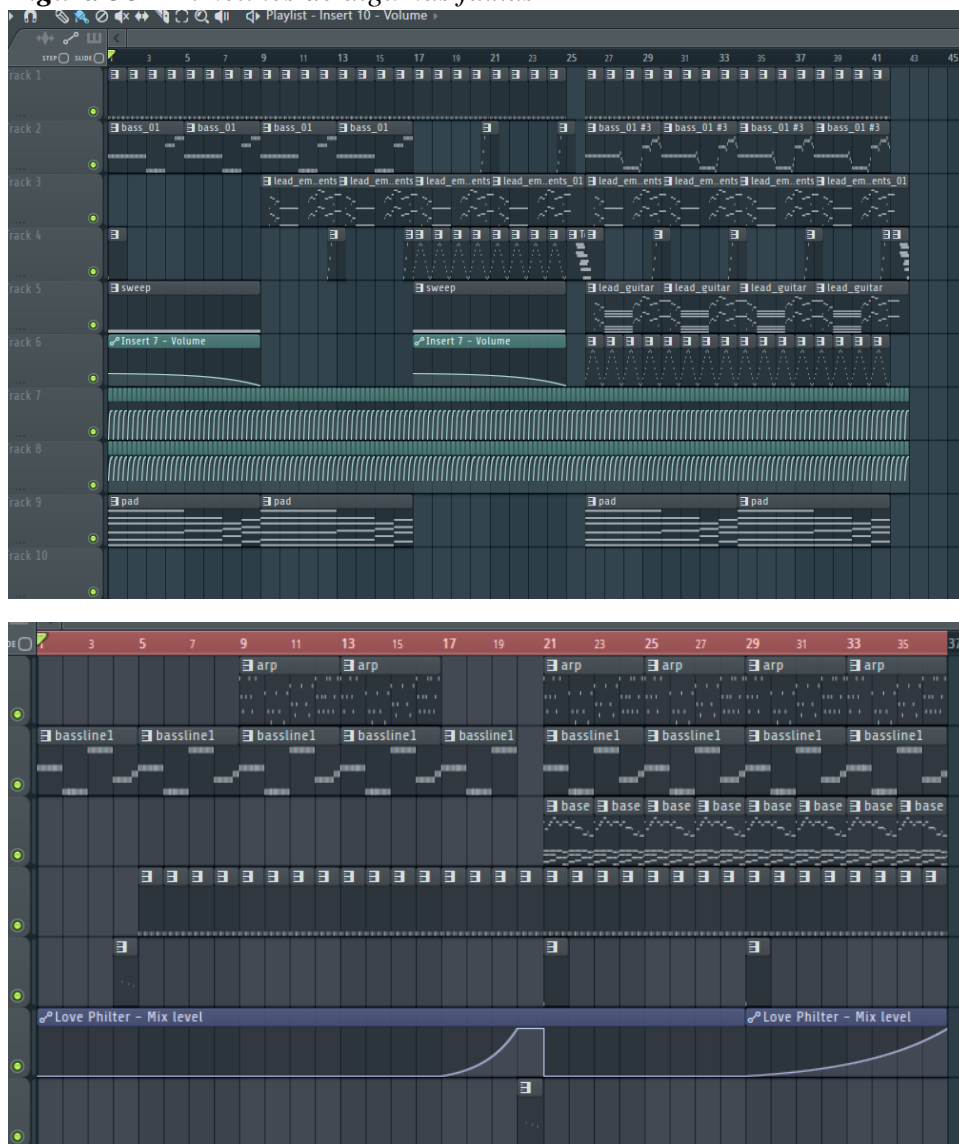 Playlist - Insert 10 - Volume
STEP SLIDE 3 5 7 9 11 13 15 17 19 21 23 25 27 29 31 33 35 37 39 41 43 45
rack 1
rack 2 bass_01 bass_01 bass_01 bass_01 bass_01 #3 bass_01 #3 bass_01 #3 bass_01 #3
rack 3 lead_em..ents lead_em..ents lead_em..ents lead_em..ents_01 lead_em..ents lead_em..ents lead_em..ents lead_em..ents_01
rack 4
rack 5 sweep sweep lead_guitar lead_guitar lead_guitar lead_guitar
rack 6 Insert 7 - Volume Insert 7 - Volume
rack 7
rack 8
rack 9 pad pad pad pad
rack 10
DE 3 5 7 9 11 13 15 17 19 21 23 25 27 29 31 33 35 37
arp arp arp arp arp arp
bassline1 bassline1 bassline1 bassline1 bassline1 bassline1 bassline1 bassline1 bassline1
base base base base base base base base
Love Philter - Mix level Love Philter - Mix level